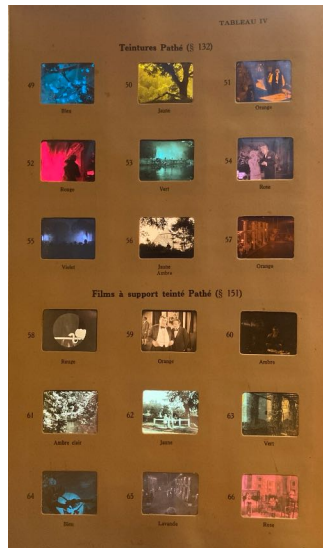 TABLEAU IV
Teintures Pathé (§ 132)
49 50 51
Bleu Jaune Orange
52 53 54
Rouge Vert Rose
55 56 57
Violet Jaune Ambre Orange
Films à support teinté Pathé (§ 151)
58 59 60
Rouge Orange Ambre
61 62 63
Ambre clair Jaune Vert
64 65 66
Bleu Lavande Rose